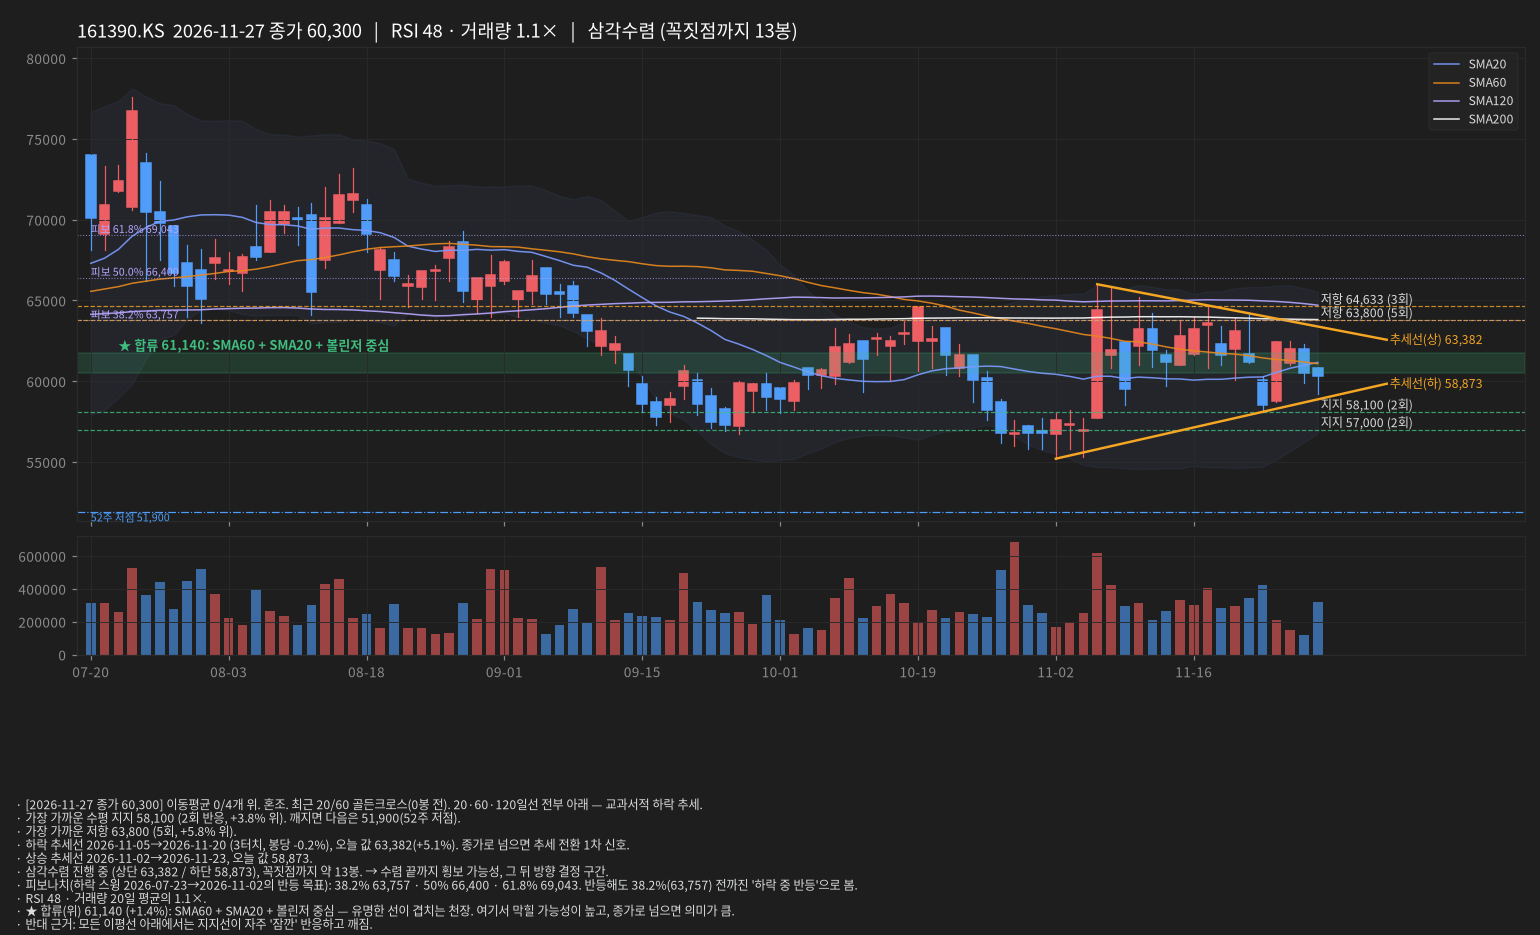 161390.KS 2026-11-27 종가 60,300 | RSI 48 · 거래량 1.1× | 삼각수렴 (꼭짓점까지 13봉)
80000
75000
70000
65000
60000
55000
SMA20
SMA60
SMA120
SMA200
피보 61.8% 69,043
피보 50.0% 66,400
피보 38.2% 63,757
★ 합류 61,140: SMA60 + SMA20 + 볼린저 중심
저항 64,633 (3회)
저항 63,800 (5회)
추세선(상) 63,382
추세선(하) 58,873
지지 58,100 (2회)
지지 57,000 (2회)
52주 저점 51,900
600000
400000
200000
0
07-20
08-03
08-18
09-01
09-15
10-01
10-19
11-02
11-16
· [2026-11-27 종가 60,300] 이동평균 0/4개 위. 혼조. 최근 20/60 골든크로스(0봉 전). 20·60·120일선 전부 아래 — 교과서적 하락 추세.
· 가장 가까운 수평 지지 58,100 (2회 반응, +3.8% 위). 깨지면 다음은 51,900(52주 저점).
· 가장 가까운 저항 63,800 (5회, +5.8% 위).
· 하락 추세선 2026-11-05→2026-11-20 (3터치, 봉당 -0.2%), 오늘 값 63,382(+5.1%). 종가로 넘으면 추세 전환 1차 신호.
· 상승 추세선 2026-11-02→2026-11-23, 오늘 값 58,873.
· 삼각수렴 진행 중 (상단 63,382 / 하단 58,873), 꼭짓점까지 약 13봉. → 수렴 끝까지 횡보 가능성, 그 뒤 방향 결정 구간.
· 피보나치(하락 스윙 2026-07-23→2026-11-02의 반등 목표): 38.2% 63,757 · 50% 66,400 · 61.8% 69,043. 반등해도 38.2%(63,757) 전까진 '하락 중 반등'으로 봄.
· RSI 48 · 거래량 20일 평균의 1.1×.
· ★ 합류(위) 61,140 (+1.4%): SMA60 + SMA20 + 볼린저 중심 — 유명한 선이 겹치는 천장. 여기서 막힐 가능성이 높고, 종가로 넘으면 의미가 큼.
· 반대 근거: 모든 이평선 아래에서는 지지선이 자주 '잠깐' 반응하고 깨짐.